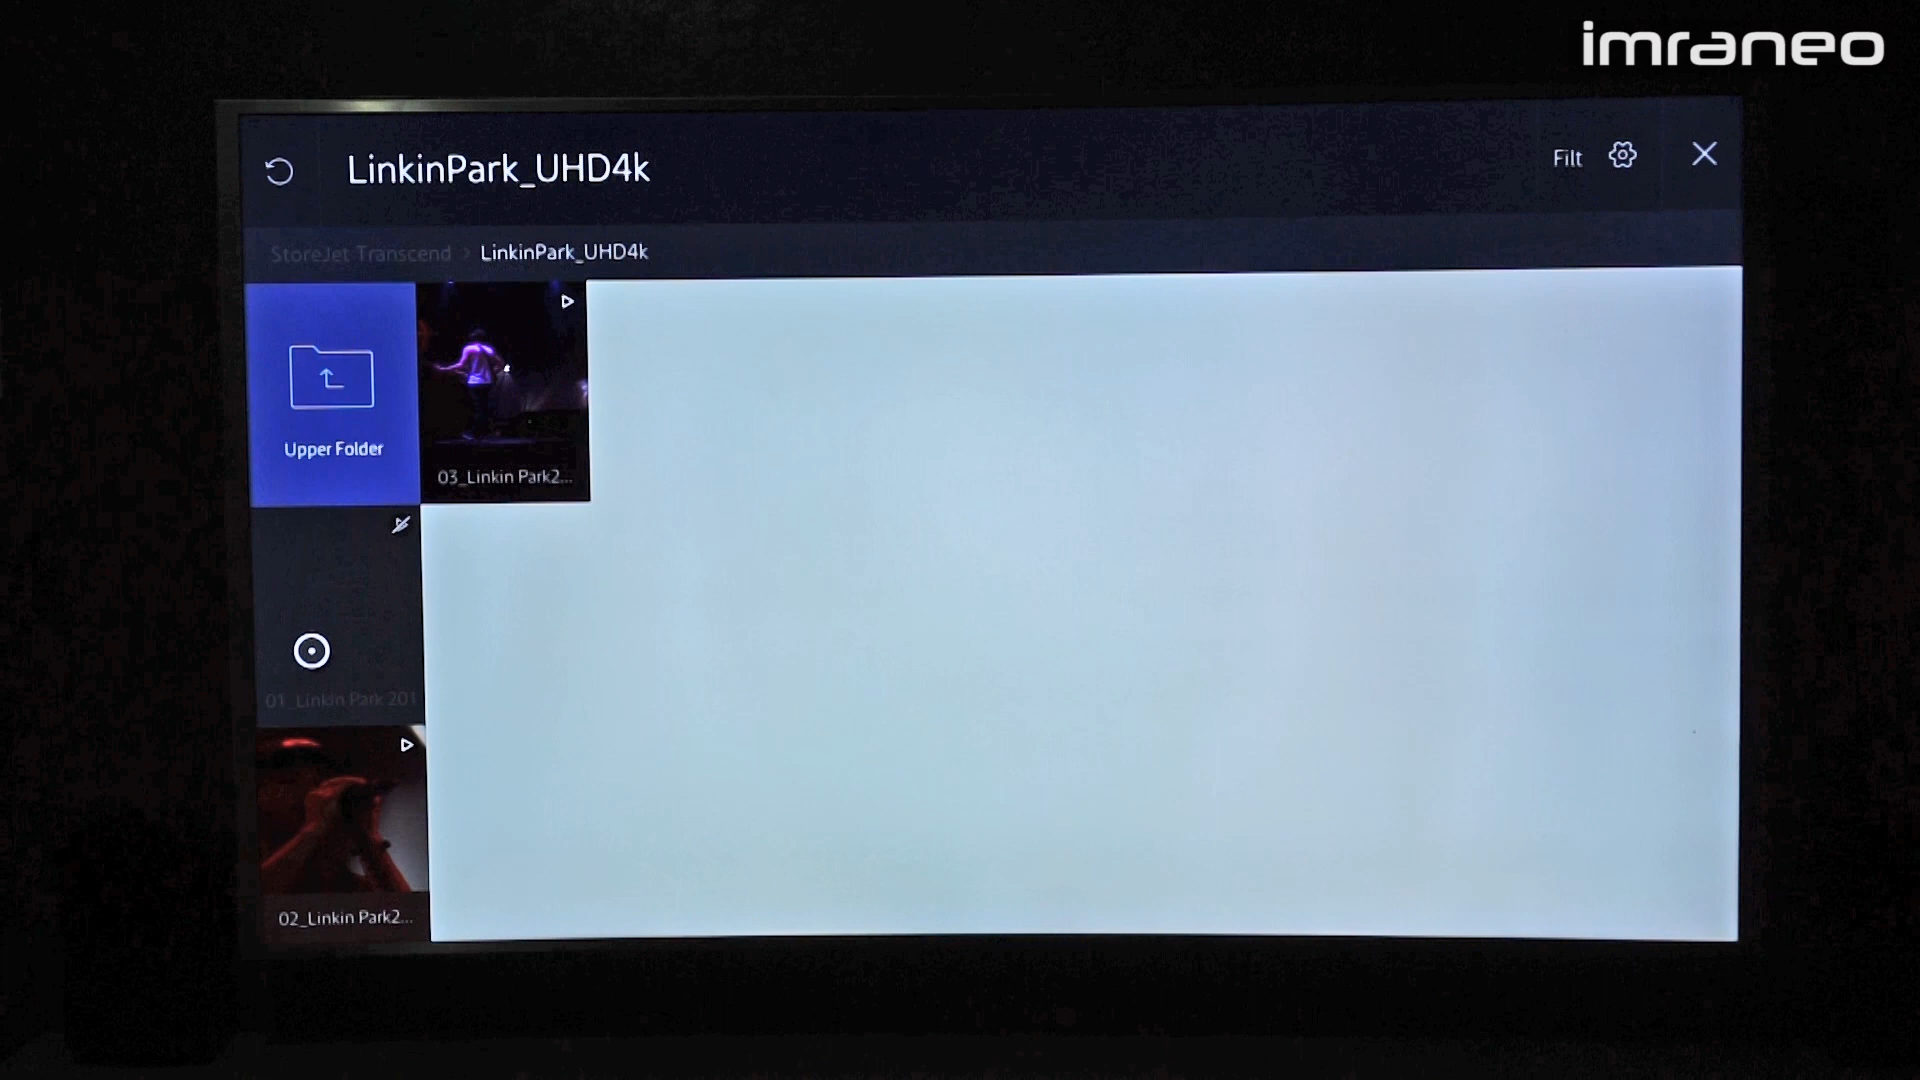 imraneo
LinkinPark_UHD4k
Filt
StoreJet Transcend > LinkinPark_UHD4k
Upper Folder
03_Linkin Park2...
01_Linkin Park 201
02_Linkin Park2...